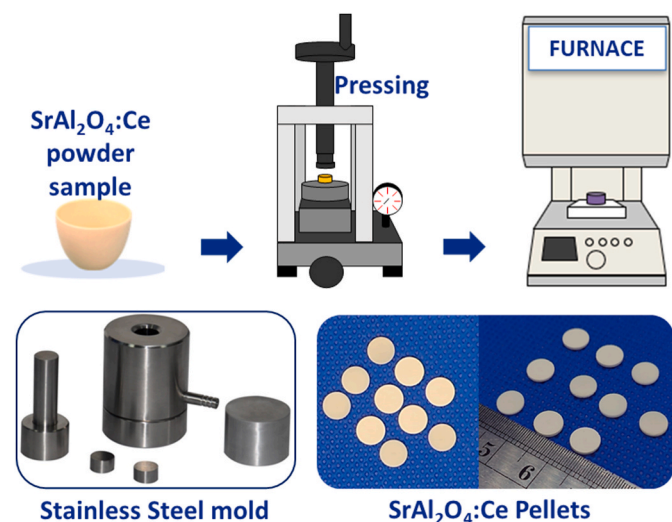 SrAl₂O₄:Ce
powder
sample
Pressing
FURNACE
Stainless Steel mold
SrAl₂O₄:Ce Pellets
5 6